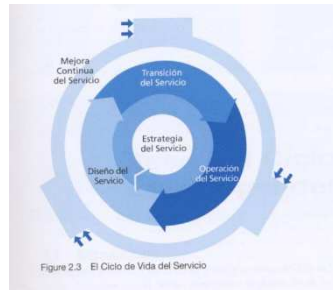 Mejora
Continua
del Servicio
Transición
del Servicio
Estrategia
del Servicio
Diseño del
Servicio
Operación
del Servicio
Figure 2.3 El Ciclo de Vida del Servicio